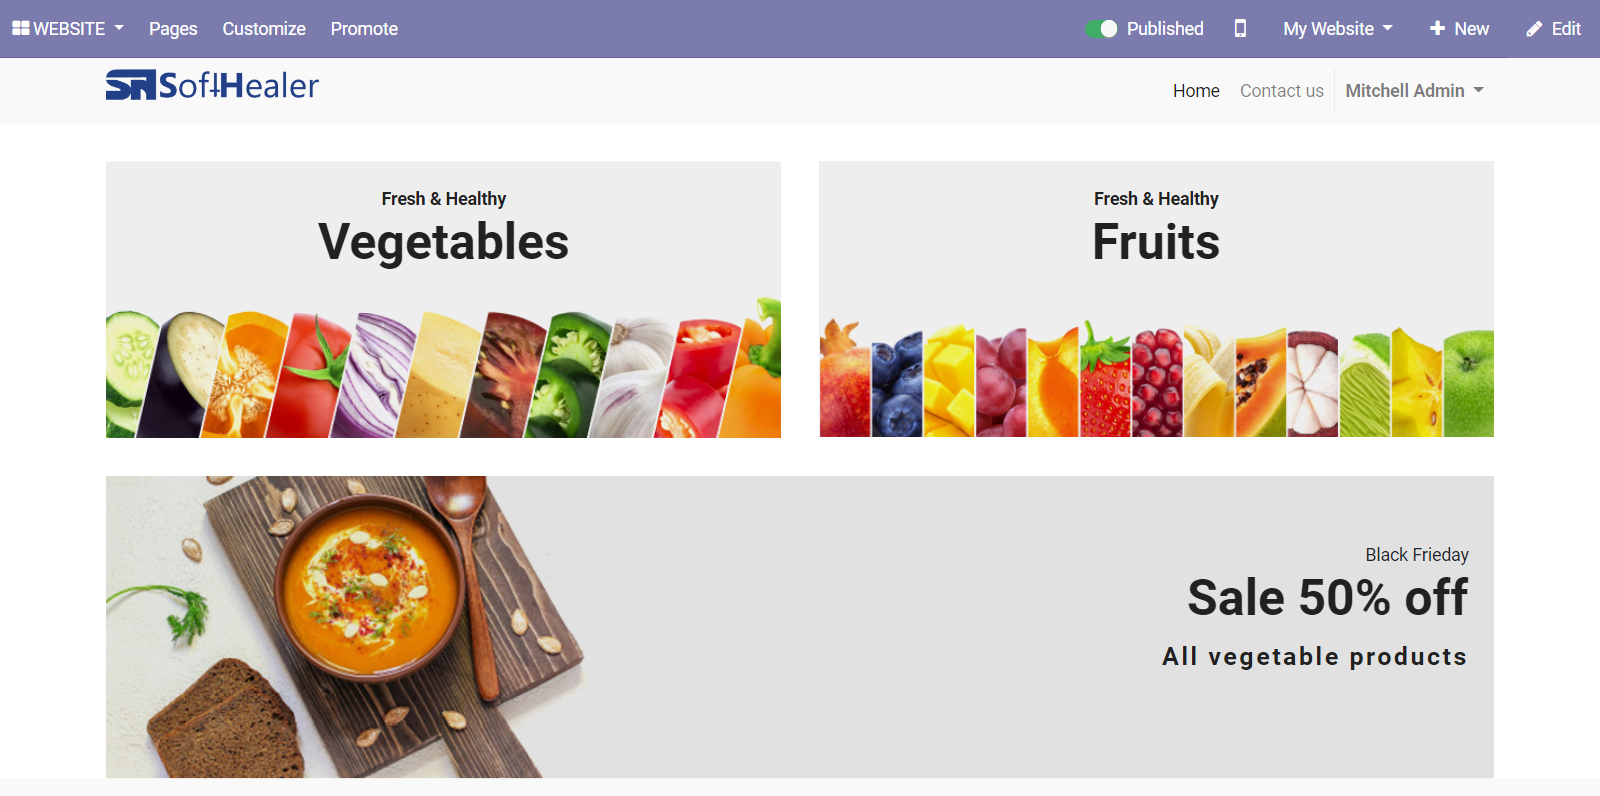 WEBSITE Pages Customize Promote Published My Website New Edit
SoftHealer Home Contact us Mitchell Admin
Fresh & Healthy
Vegetables
Fresh & Healthy
Fruits
Black Frieday
Sale 50% off
All vegetable products